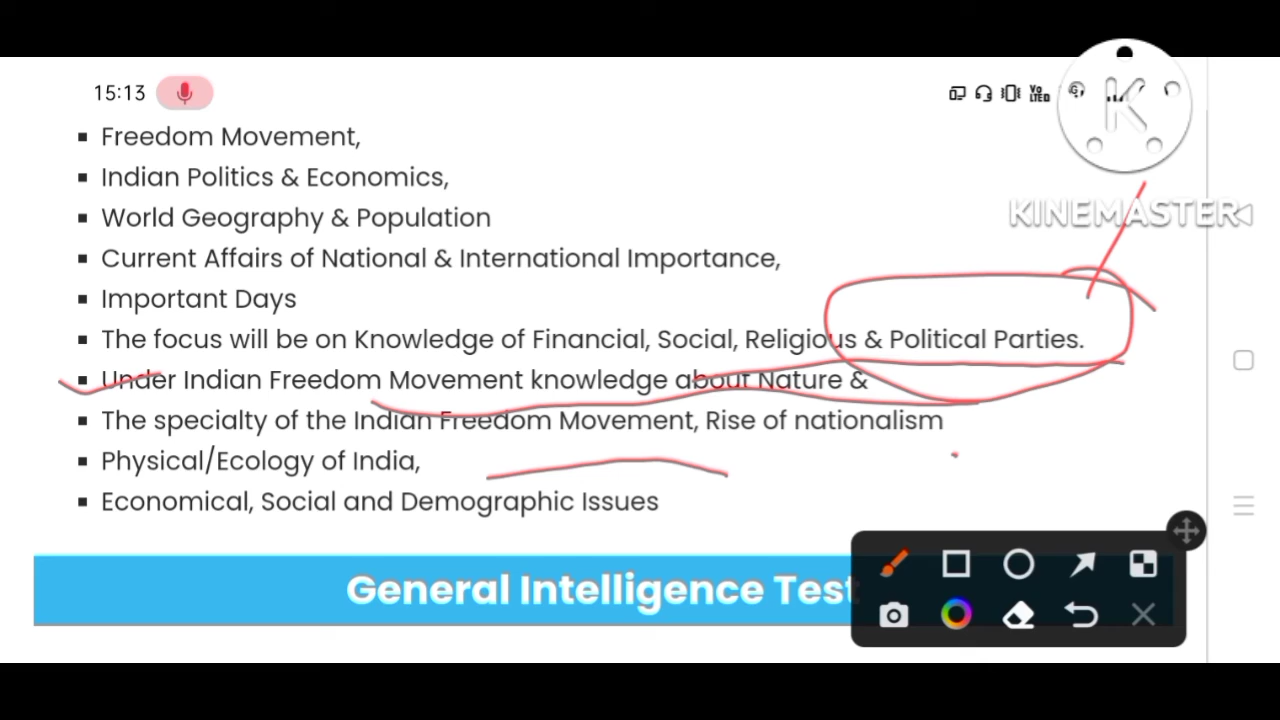 15:13
Vo LTED
K
KINEMASTER
Freedom Movement,
Indian Politics & Economics,
World Geography & Population
Current Affairs of National & International Importance,
Important Days
The focus will be on Knowledge of Financial, Social, Religious & Political Parties.
Under Indian Freedom Movement knowledge about Nature &
The specialty of the Indian Freedom Movement, Rise of nationalism
Physical/Ecology of India,
Economical, Social and Demographic Issues
General Intelligence Test